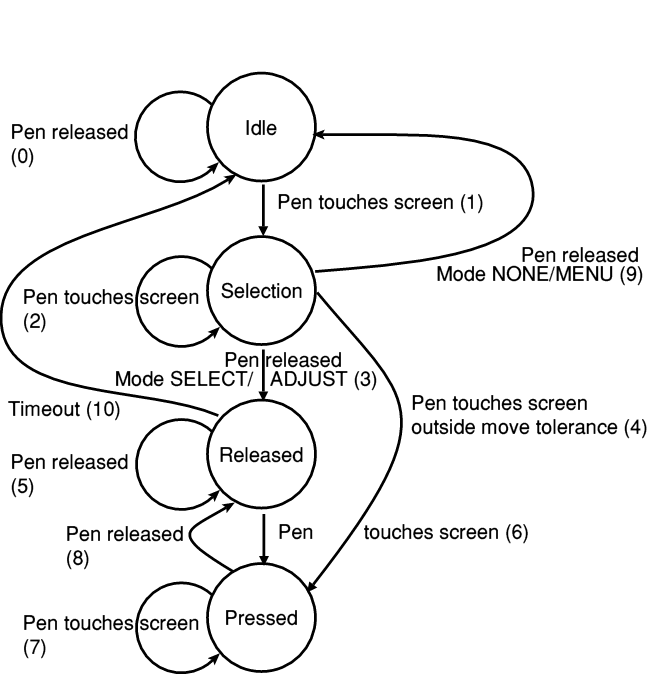 Idle
Pen released
(0)
Pen touches screen (1)
Pen released
Mode NONE/MENU (9)
Selection
Pen touches screen
(2)
Pen released
Mode SELECT/ ADJUST (3)
Pen touches screen
outside move tolerance (4)
Timeout (10)
Released
Pen released
(5)
Pen touches screen (6)
Pen released
(8)
Pressed
Pen touches screen
(7)